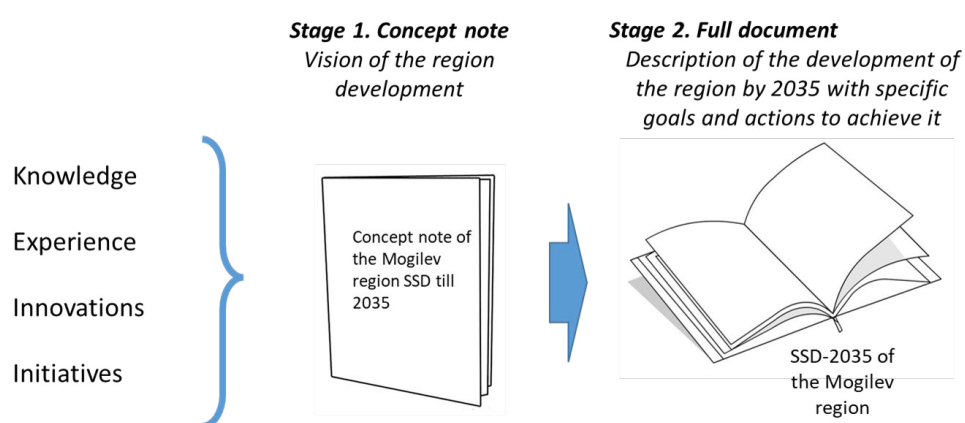 Stage 1. Concept note
Vision of the region
development
Stage 2. Full document
Description of the development of
the region by 2035 with specific
goals and actions to achieve it
Knowledge
Experience
Innovations
Initiatives
Concept note of
the Mogilev
region SSD till
2035
SSD-2035 of
the Mogilev
region